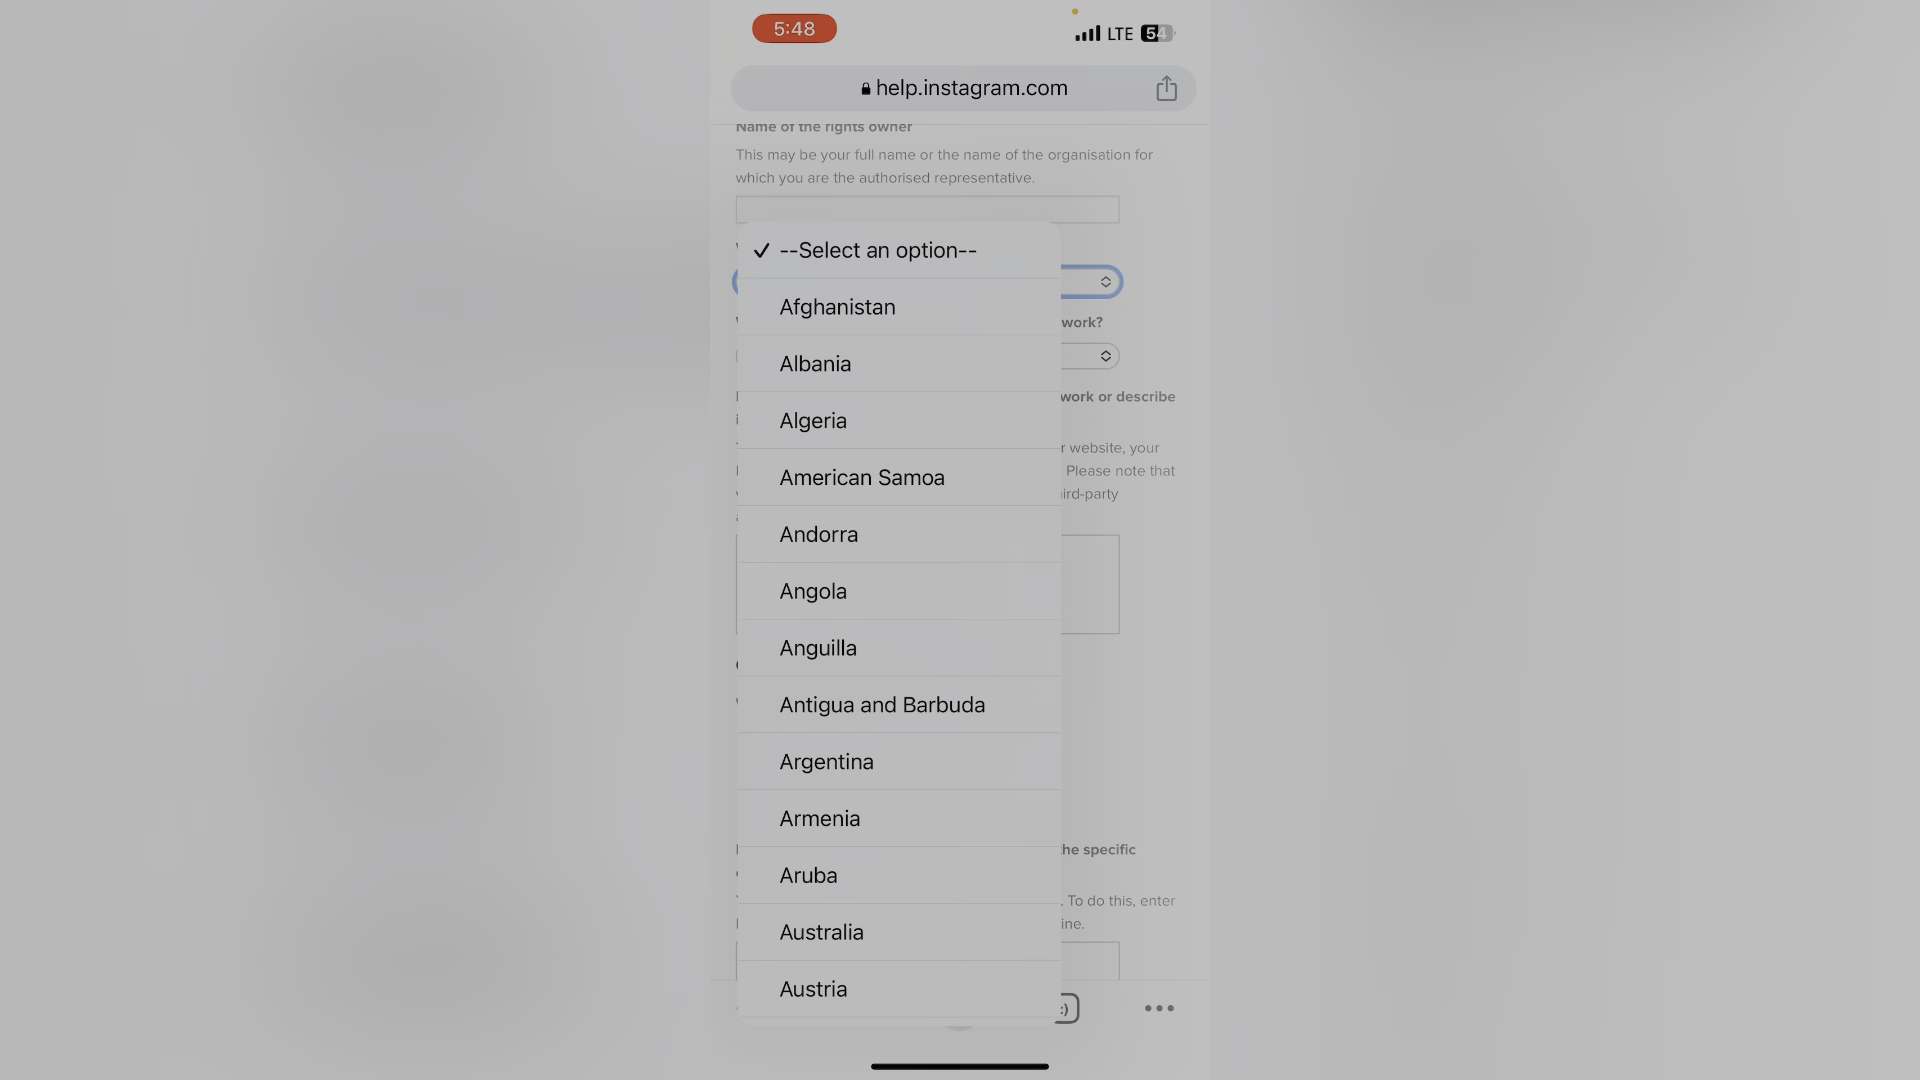 5:48
LTE 54
help.instagram.com
Name of the rights owner
This may be your full name or the name of the organisation for
which you are the authorised representative.
✓ --Select an option--
Afghanistan
work?
Albania
work or describe
Algeria
r website, your
Please note that
American Samoa
ird-party
Andorra
Angola
Anguilla
Antigua and Barbuda
Argentina
Armenia
the specific
Aruba
. To do this, enter
ine.
Australia
Austria
:)